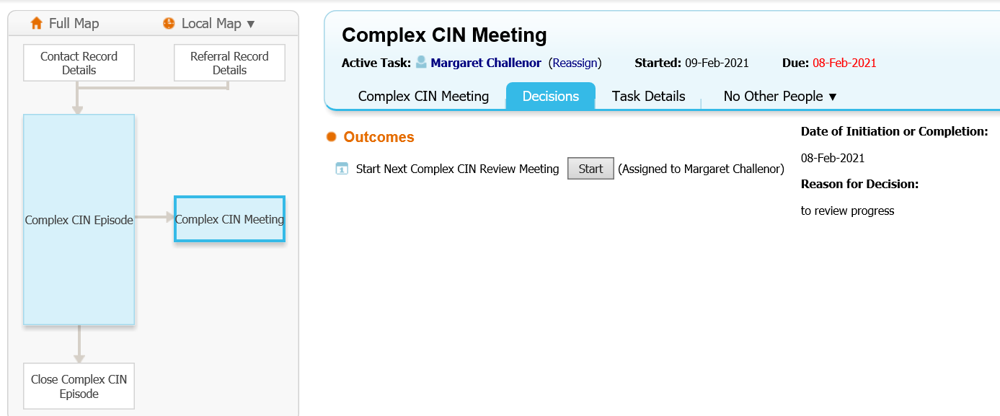 Full Map
Local Map ▼
Contact Record
Details
Referral Record
Details
Complex CIN Episode
Complex CIN Meeting
Close Complex CIN
Episode
Complex CIN Meeting
Active Task: Margaret Challenor (Reassign) Started: 09-Feb-2021 Due: 08-Feb-2021
Complex CIN Meeting Decisions Task Details No Other People ▼
Outcomes
1 Start Next Complex CIN Review Meeting Start (Assigned to Margaret Challenor)
Date of Initiation or Completion:
08-Feb-2021
Reason for Decision:
to review progress